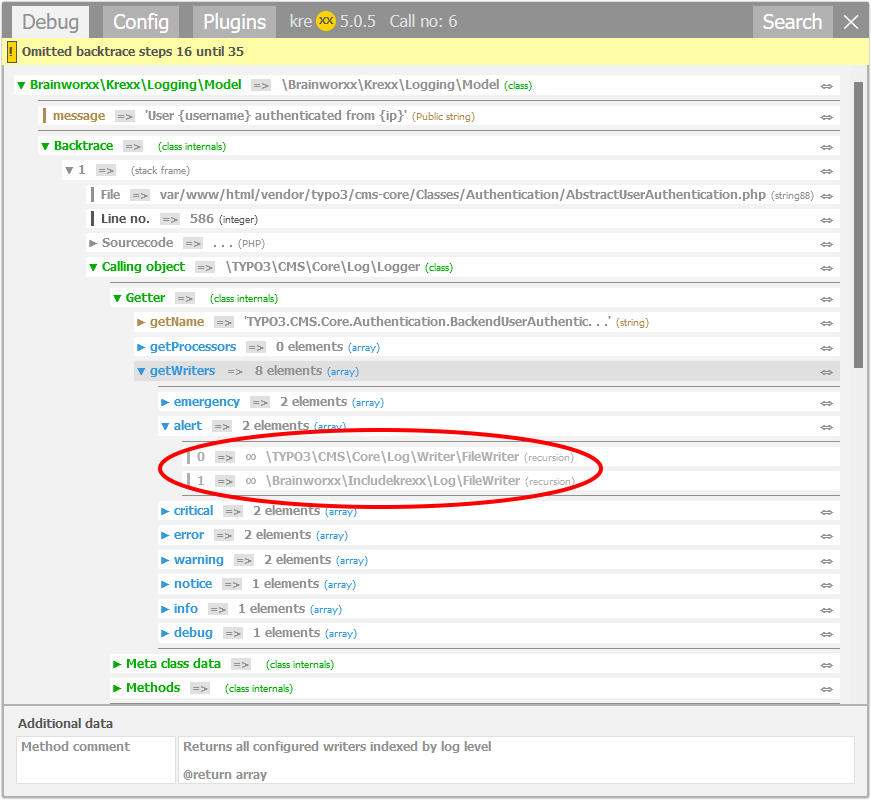 Debug Config Plugins kre XX 5.0.5 Call no: 6 Search
! Omitted backtrace steps 16 until 35
Brainworxx\Krexx\Logging\Model => \Brainworxx\Krexx\Logging\Model (class)
message => 'User {username} authenticated from {ip}' (Public string)
Backtrace => (class internals)
1 => (stack frame)
File => var/www/html/vendor/typo3/cms-core/Classes/Authentication/AbstractUserAuthentication.php (string88)
Line no. => 586 (integer)
Sourcecode => . . . (PHP)
Calling object => \TYPO3\CMS\Core\Log\Logger (class)
Getter => (class internals)
getName => 'TYPO3.CMS.Core.Authentication.BackendUserAuthentic. . .' (string)
getProcessors => 0 elements (array)
getWriters => 8 elements (array)
emergency => 2 elements (array)
alert => 2 elements (array)
0 => ∞ \TYPO3\CMS\Core\Log\Writer\FileWriter (recursion)
1 => ∞ \Brainworxx\Includekrexx\Log\FileWriter (recursion)
critical => 2 elements (array)
error => 2 elements (array)
warning => 2 elements (array)
notice => 1 elements (array)
info => 1 elements (array)
debug => 1 elements (array)
Meta class data => (class internals)
Methods => (class internals)
Additional data
Method comment Returns all configured writers indexed by log level
@return array